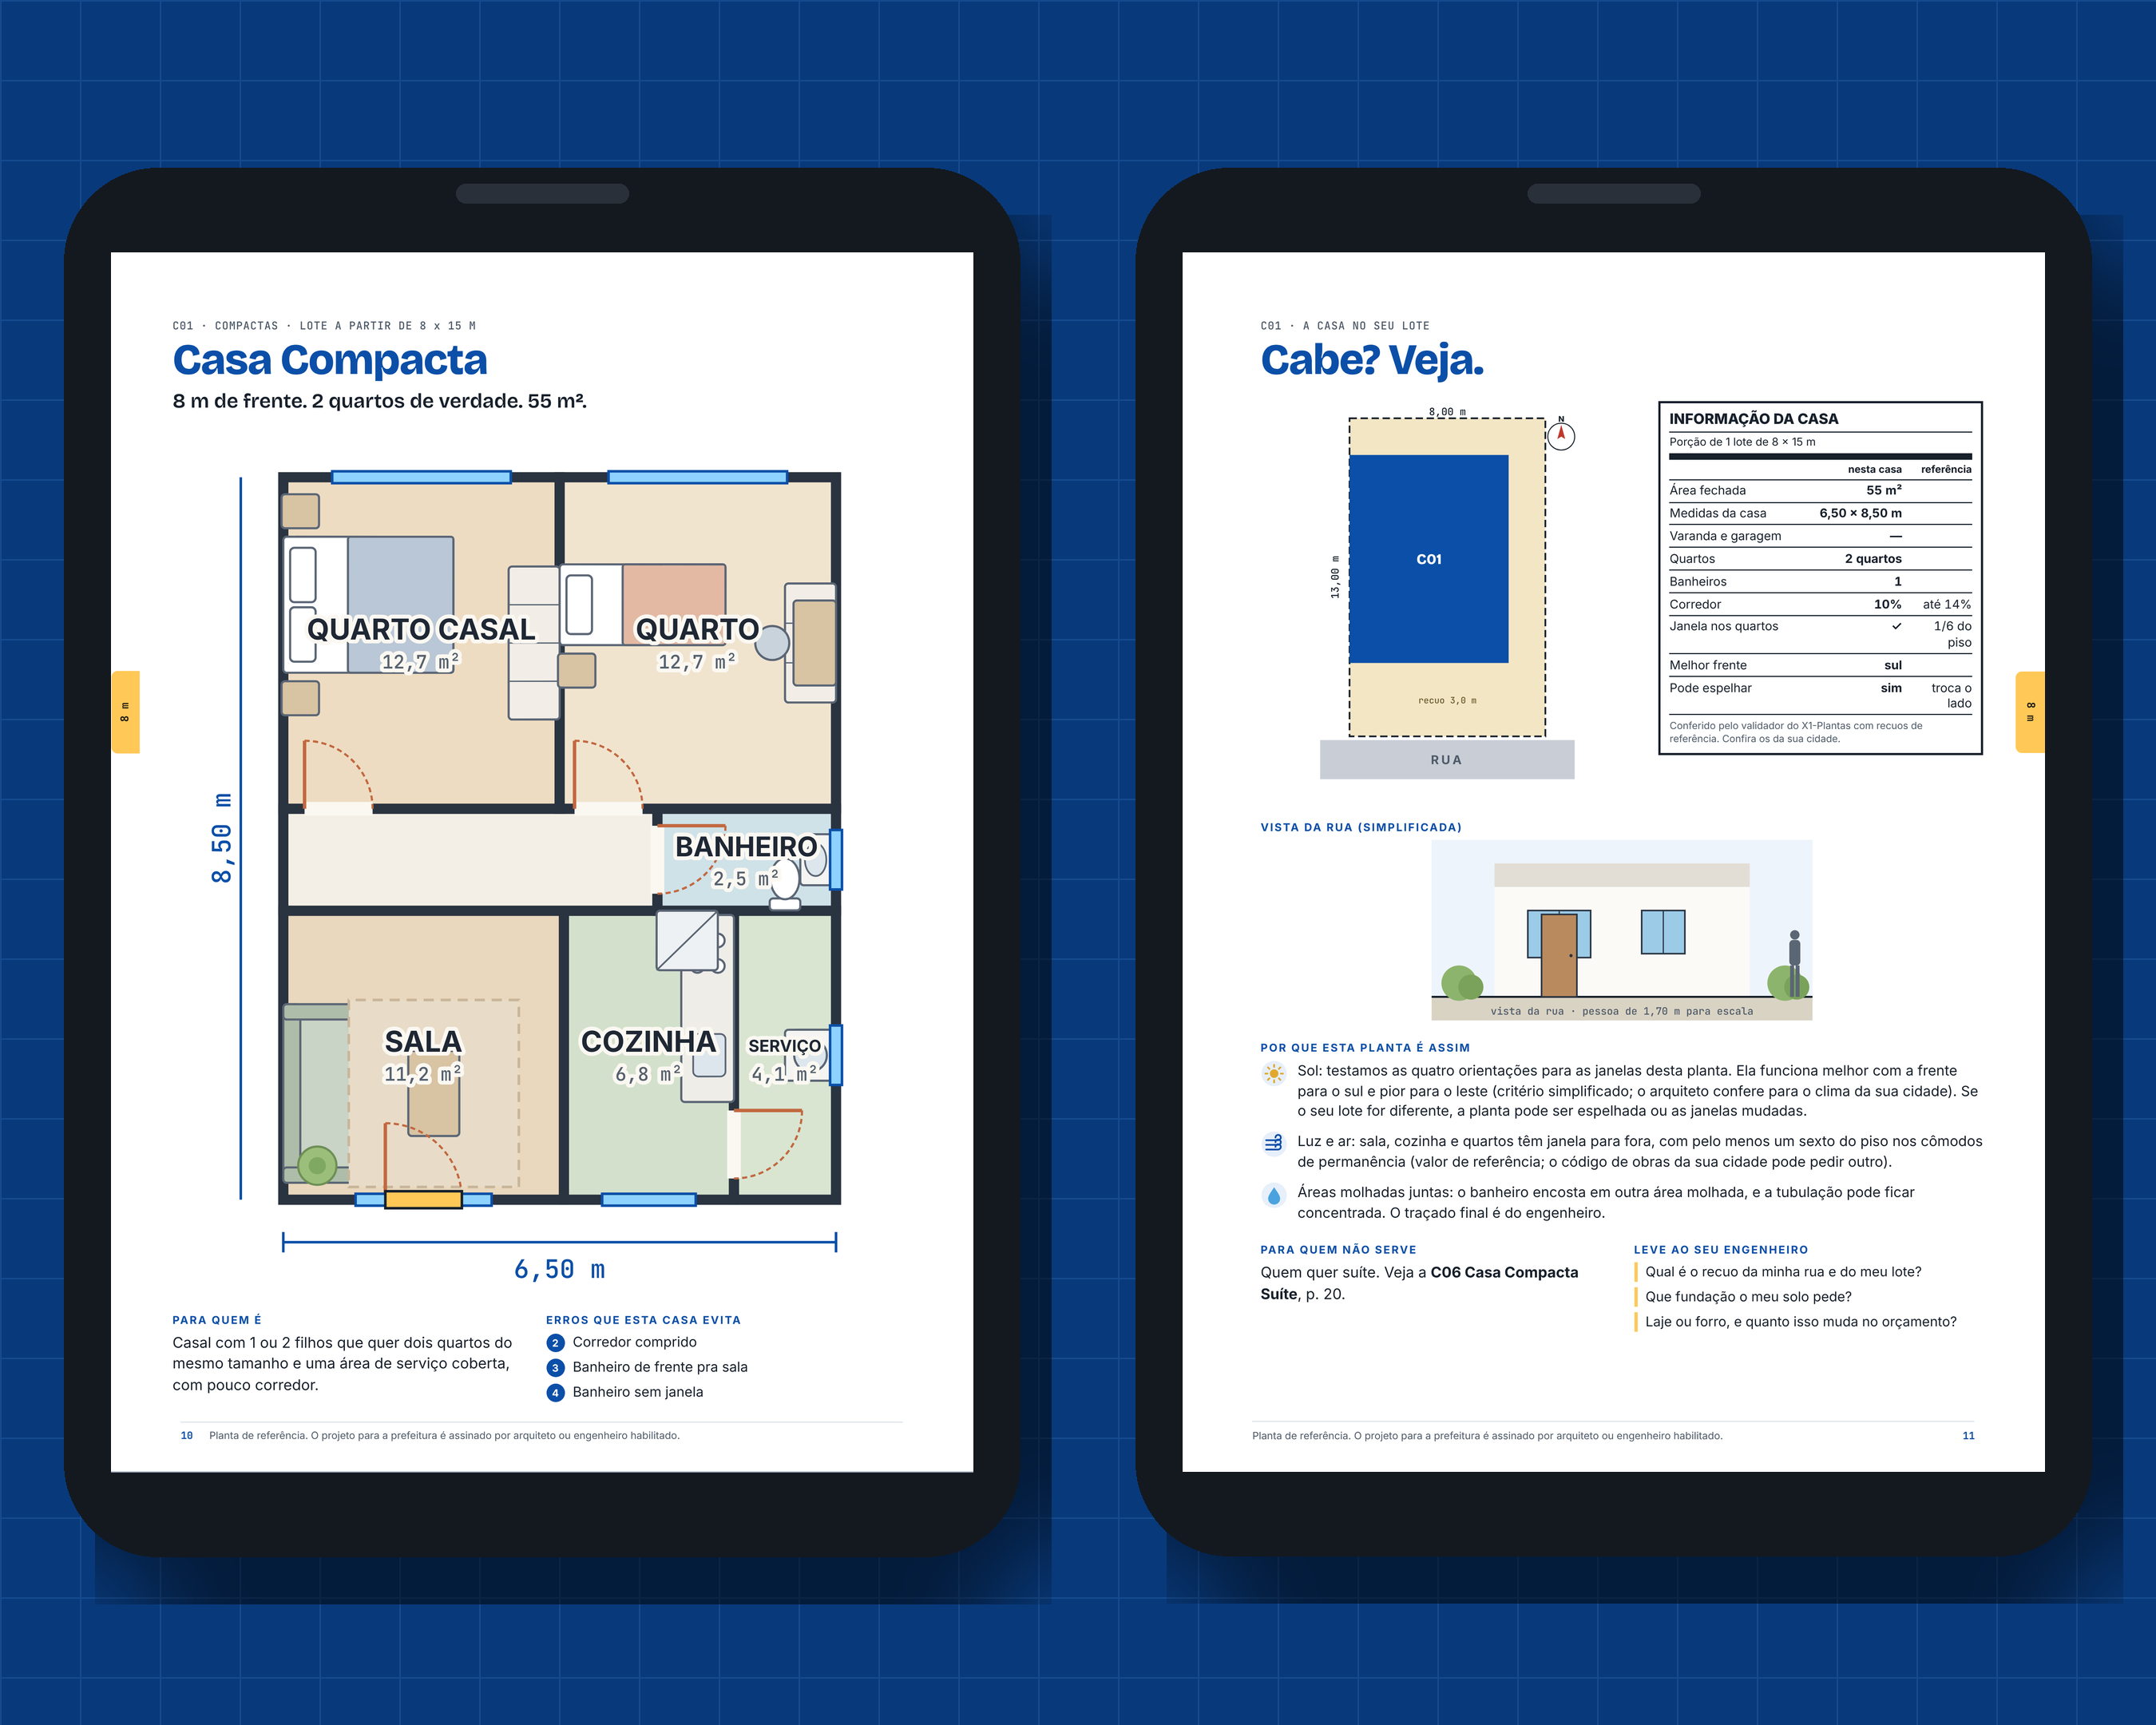 C01 · COMPACTAS · LOTE A PARTIR DE 8 x 15 M
Casa Compacta
8 m de frente. 2 quartos de verdade. 55 m².
QUARTO CASAL
12,7 m²
QUARTO
12,7 m²
8 m
8,50 m
BANHEIRO
2,5 m²
SALA
11,2 m²
COZINHA
6,8 m²
SERVIÇO
4,1 m²
6,50 m
PARA QUEM É
Casal com 1 ou 2 filhos que quer dois quartos do
mesmo tamanho e uma área de serviço coberta,
com pouco corredor.
ERROS QUE ESTA CASA EVITA
2 Corredor comprido
3 Banheiro de frente pra sala
4 Banheiro sem janela
10 Planta de referência. O projeto para a prefeitura é assinado por arquiteto ou engenheiro habilitado.
C01 · A CASA NO SEU LOTE
Cabe? Veja.
8,00 m
N
13,00 m
C01
recuo 3,0 m
RUA
INFORMAÇÃO DA CASA
Porção de 1 lote de 8 × 15 m
nesta casa referência
Área fechada 55 m²
Medidas da casa 6,50 × 8,50 m
Varanda e garagem —
Quartos 2 quartos
Banheiros 1
Corredor 10% até 14%
Janela nos quartos ✓ 1/6 do
piso
Melhor frente sul
Pode espelhar sim troca o
lado
Conferido pelo validador do X1-Plantas com recuos de
referência. Confira os da sua cidade.
8 m
VISTA DA RUA (SIMPLIFICADA)
vista da rua · pessoa de 1,70 m para escala
POR QUE ESTA PLANTA É ASSIM
Sol: testamos as quatro orientações para as janelas desta planta. Ela funciona melhor com a frente
para o sul e pior para o leste (critério simplificado; o arquiteto confere para o clima da sua cidade). Se
o seu lote for diferente, a planta pode ser espelhada ou as janelas mudadas.
Luz e ar: sala, cozinha e quartos têm janela para fora, com pelo menos um sexto do piso nos cômodos
de permanência (valor de referência; o código de obras da sua cidade pode pedir outro).
Áreas molhadas juntas: o banheiro encosta em outra área molhada, e a tubulação pode ficar
concentrada. O traçado final é do engenheiro.
PARA QUEM NÃO SERVE
Quem quer suíte. Veja a C06 Casa Compacta
Suíte, p. 20.
LEVE AO SEU ENGENHEIRO
Qual é o recuo da minha rua e do meu lote?
Que fundação o meu solo pede?
Laje ou forro, e quanto isso muda no orçamento?
Planta de referência. O projeto para a prefeitura é assinado por arquiteto ou engenheiro habilitado. 11